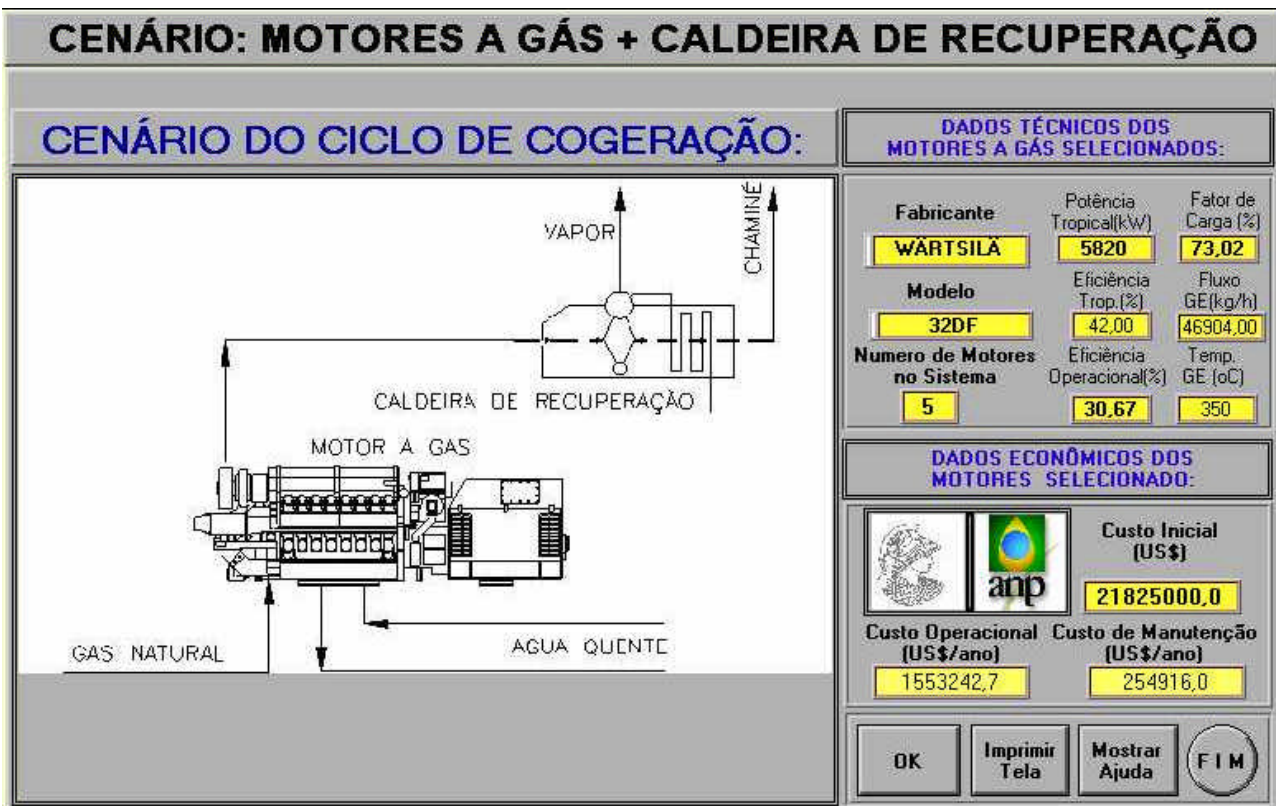 CENÁRIO: MOTORES A GÁS + CALDEIRA DE RECUPERAÇÃO
CENÁRIO DO CICLO DE COGERAÇÃO:
VAPOR
CHAMINÉ
CALDEIRA DE RECUPERAÇÃO
MOTOR A GAS
GAS NATURAL
AGUA QUENTE
DADOS TÉCNICOS DOS
MOTORES A GÁS SELECIONADOS:
Fabricante
WÄRTSILÄ
Potência
Tropical(kW)
5820
Fator de
Carga (%)
73,02
Modelo
32DF
Eficiência
Trop.(%)
42,00
Fluxo
GE(kg/h)
46904,00
Numero de Motores
no Sistema
5
Eficiência
Operacional(%)
30,67
Temp.
GE (oC)
350
DADOS ECONÔMICOS DOS
MOTORES SELECIONADO:
anp
Custo Inicial
(US$)
21825000,0
Custo Operacional
(US$/ano)
1553242,7
Custo de Manutenção
(US$/ano)
254916,0
OK
Imprimir
Tela
Mostrar
Ajuda
FIM